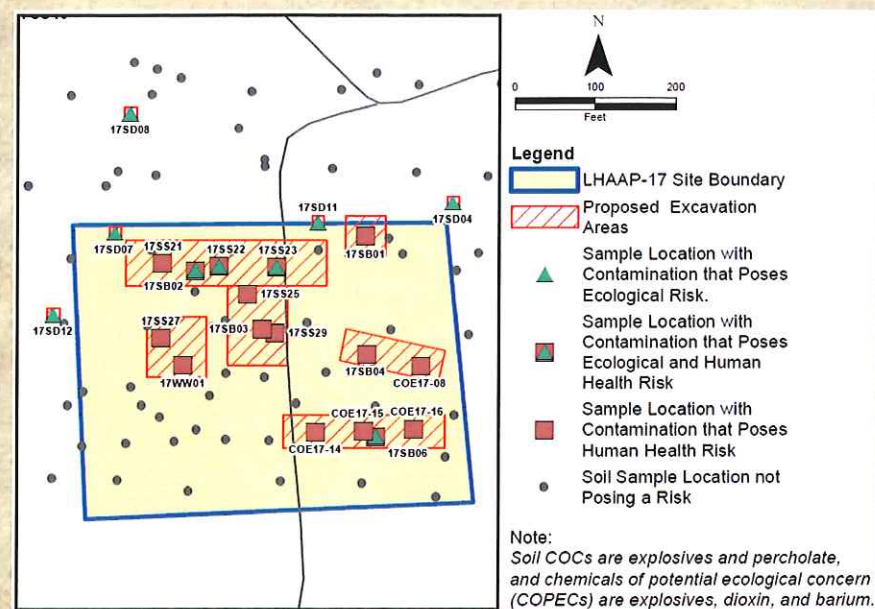 N
0 100 200
Feet
Legend
LHAAP-17 Site Boundary
Proposed Excavation
Areas
Sample Location with
Contamination that Poses
Ecological Risk.
Sample Location with
Contamination that Poses
Ecological and Human
Health Risk
Sample Location with
Contamination that Poses
Human Health Risk
Soil Sample Location not
Posing a Risk
Note:
Soil COCs are explosives and percholate,
and chemicals of potential ecological concern
(COPECs) are explosives, dioxin, and barium.
17SD08
17SD11
17SD04
17SD07
17SS21
17SS22
17SS23
17SB01
17SB02
17SS25
17SD12
17SS27
17SB03
17SS29
17WW01
17SB04
COE17-08
COE17-15
COE17-16
COE17-14
17SB06